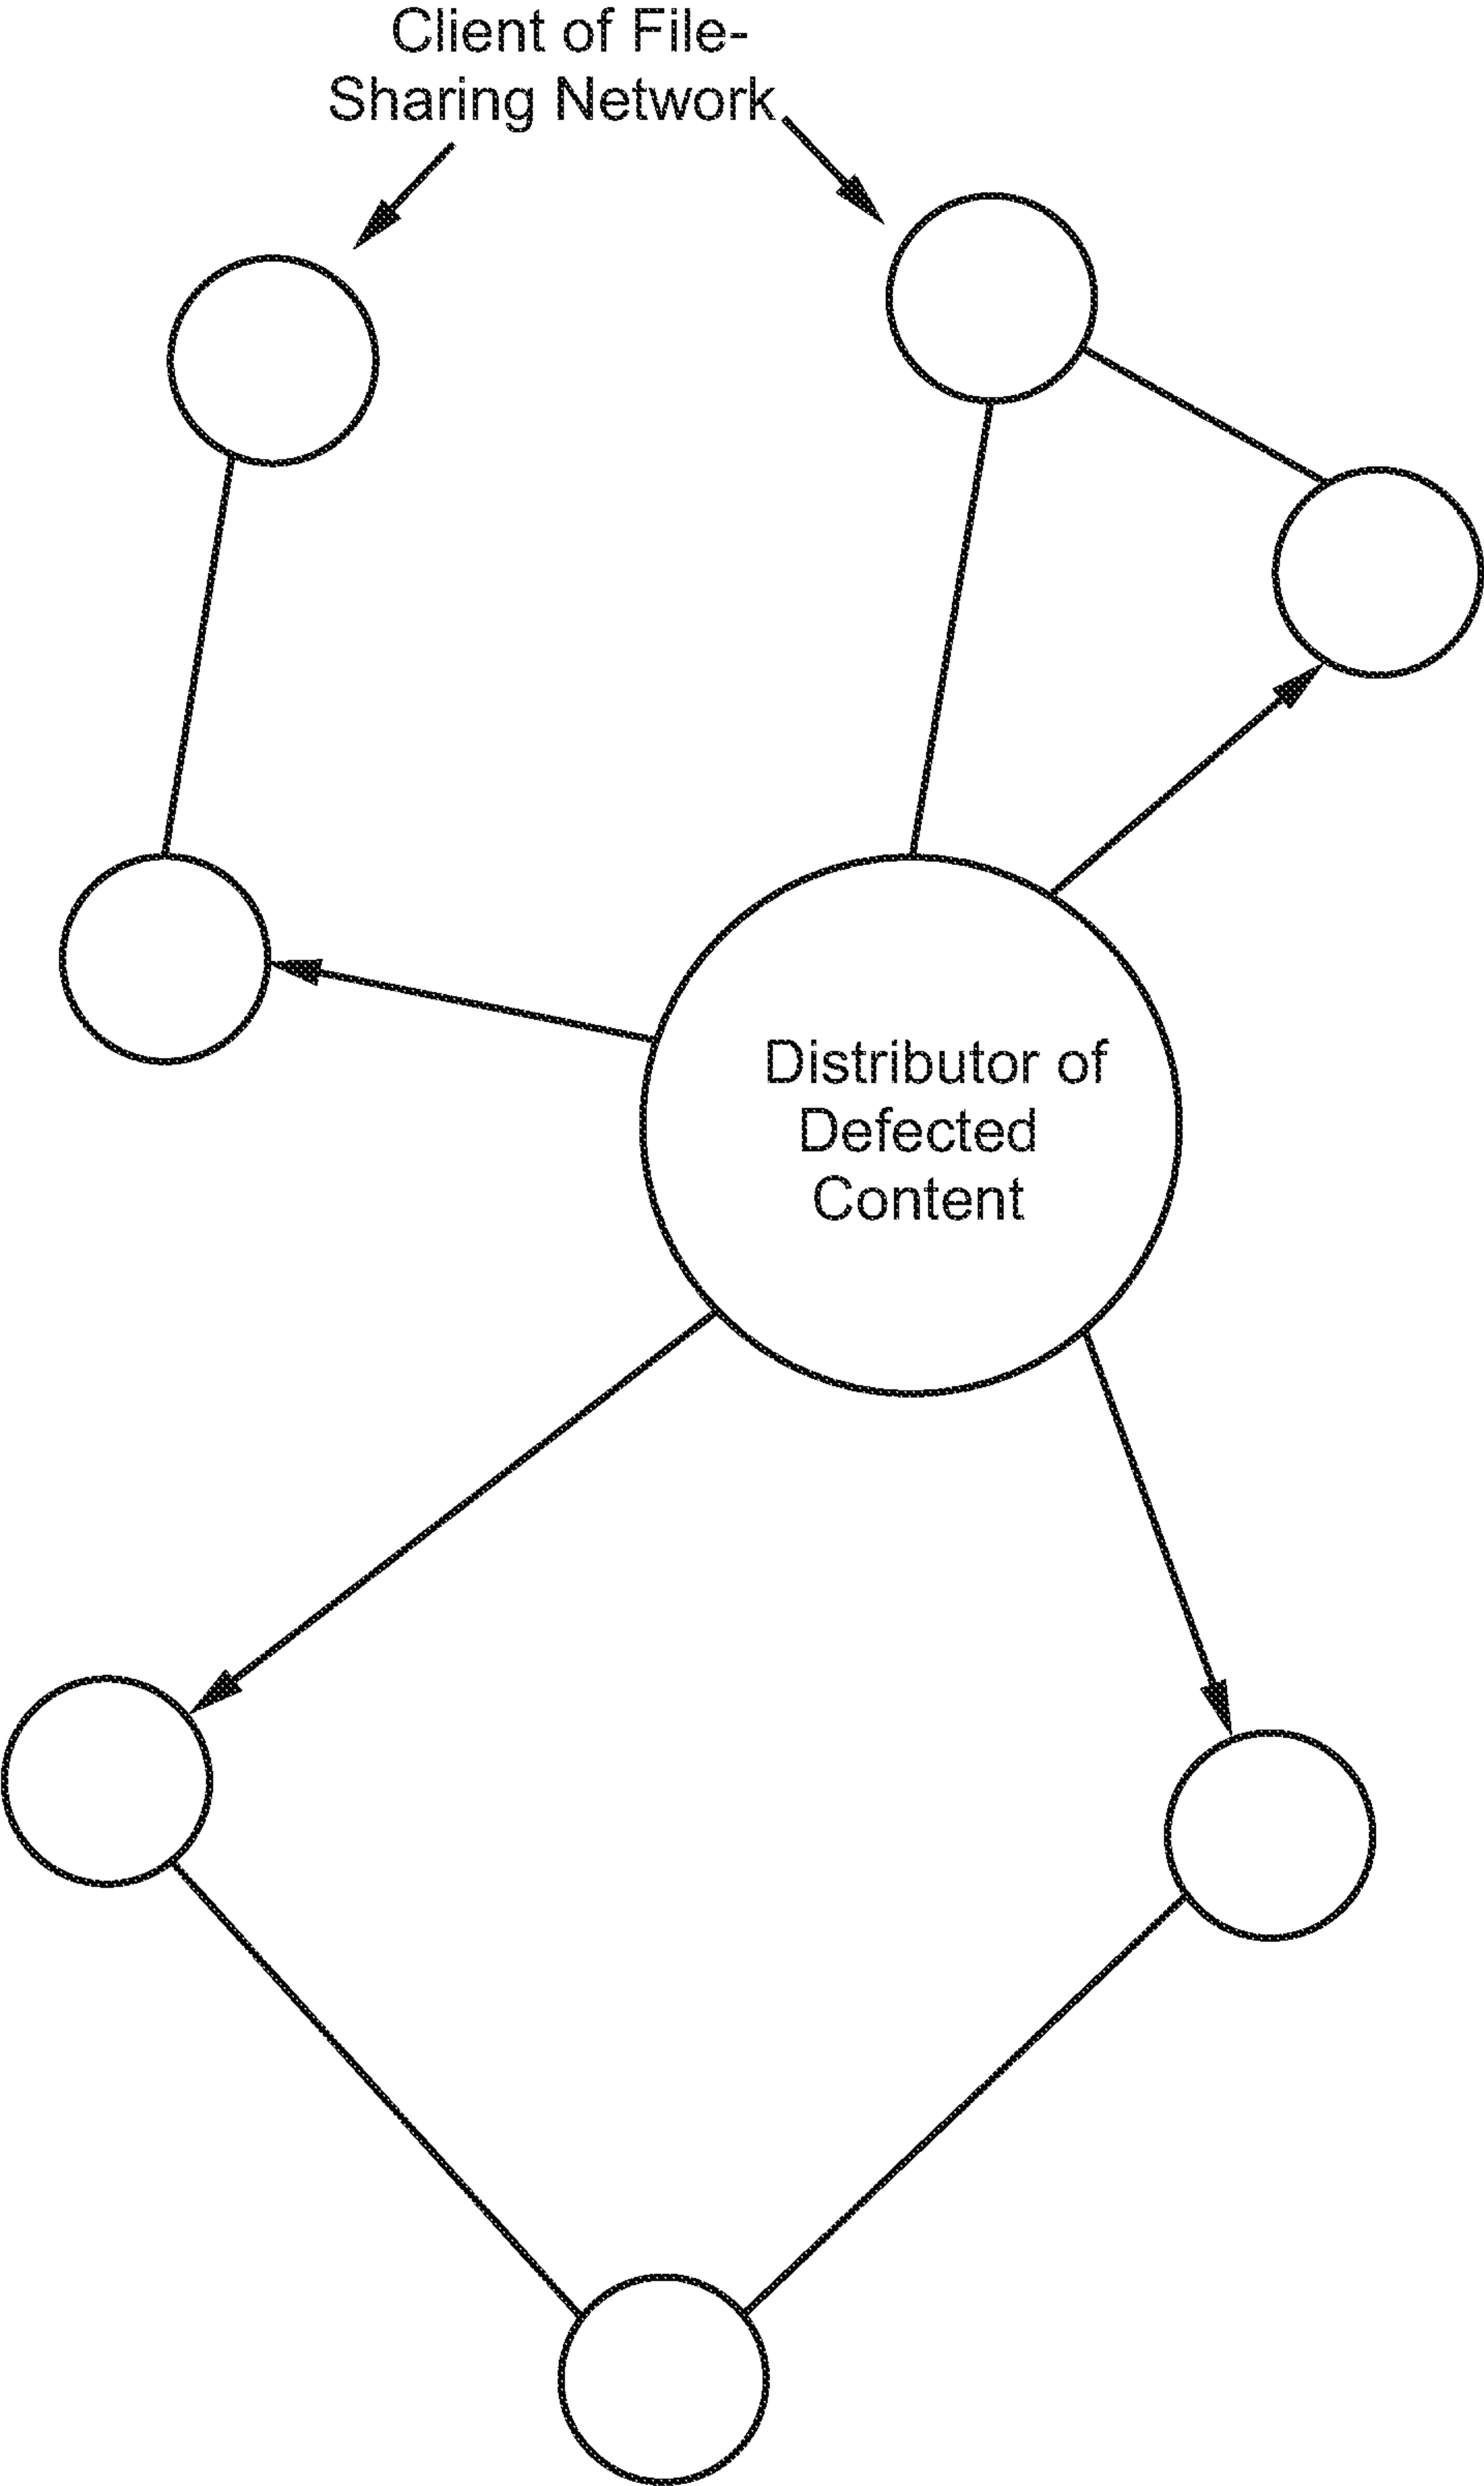 Client of File-
Sharing Network
Distributor of
Defected
Content